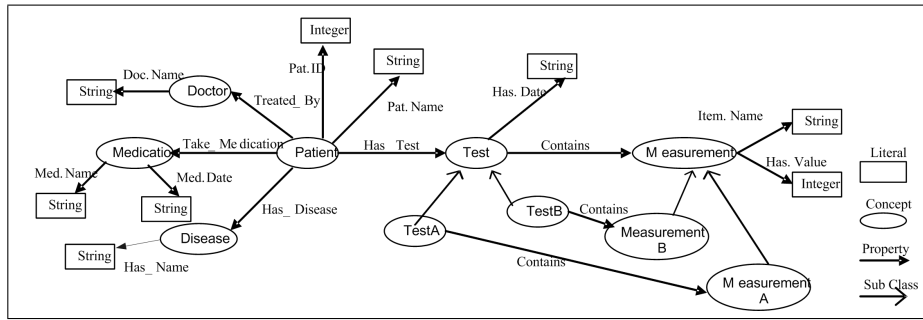 Integer
String
Doc. Name
Pat.ID
String
String
Doctor
Treated_ By
Pat. Name
Has. Date
Item. Name
String
Medicatio
Take_ Me dication
Patient
Has_ Test
Test
Contains
M easurement
Literal
Med.Name
Med.Date
Has. Value
Integer
String
String
Has_ Disease
TestB
Contains
Concept
Disease
TestA
Measurement
B
String
Has_ Name
Contains
Property
M easurement
A
Sub Class